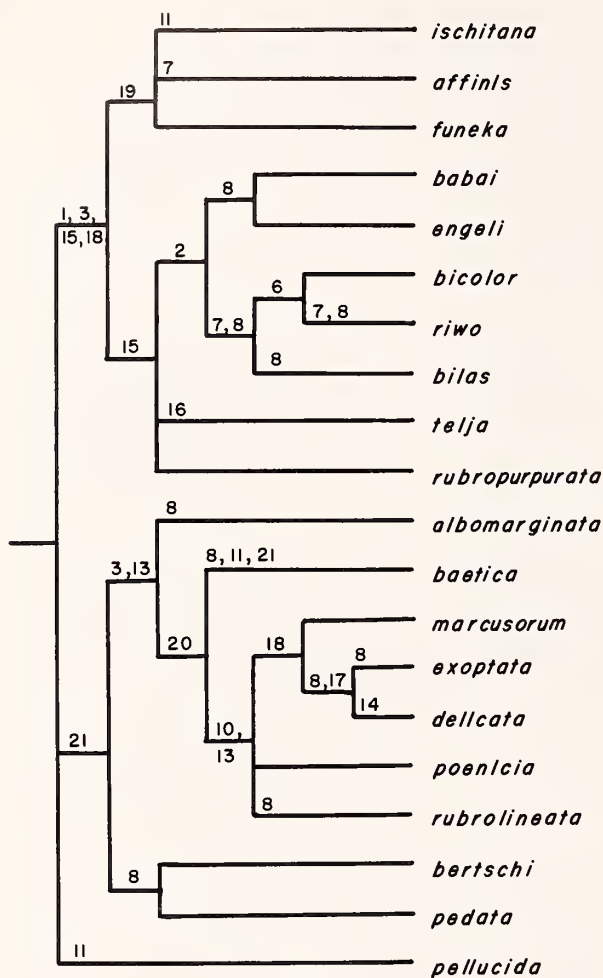 11
ischitana
7
affinls
19
funeka
babai
8
1, 3,
engeli
15,18
2
bicolor
6
7, 8
riwo
7, 8
8
bilas
15
16
telja
rubropurpurata
8
albomarginata
8, 11, 21
baetica
3,13
marcusorum
18
20
8
exoptata
8,17
14
dellcata
10,
13
21
poenlcia
8
rubrolineata
bertschi
8
pedata
11
pellucida